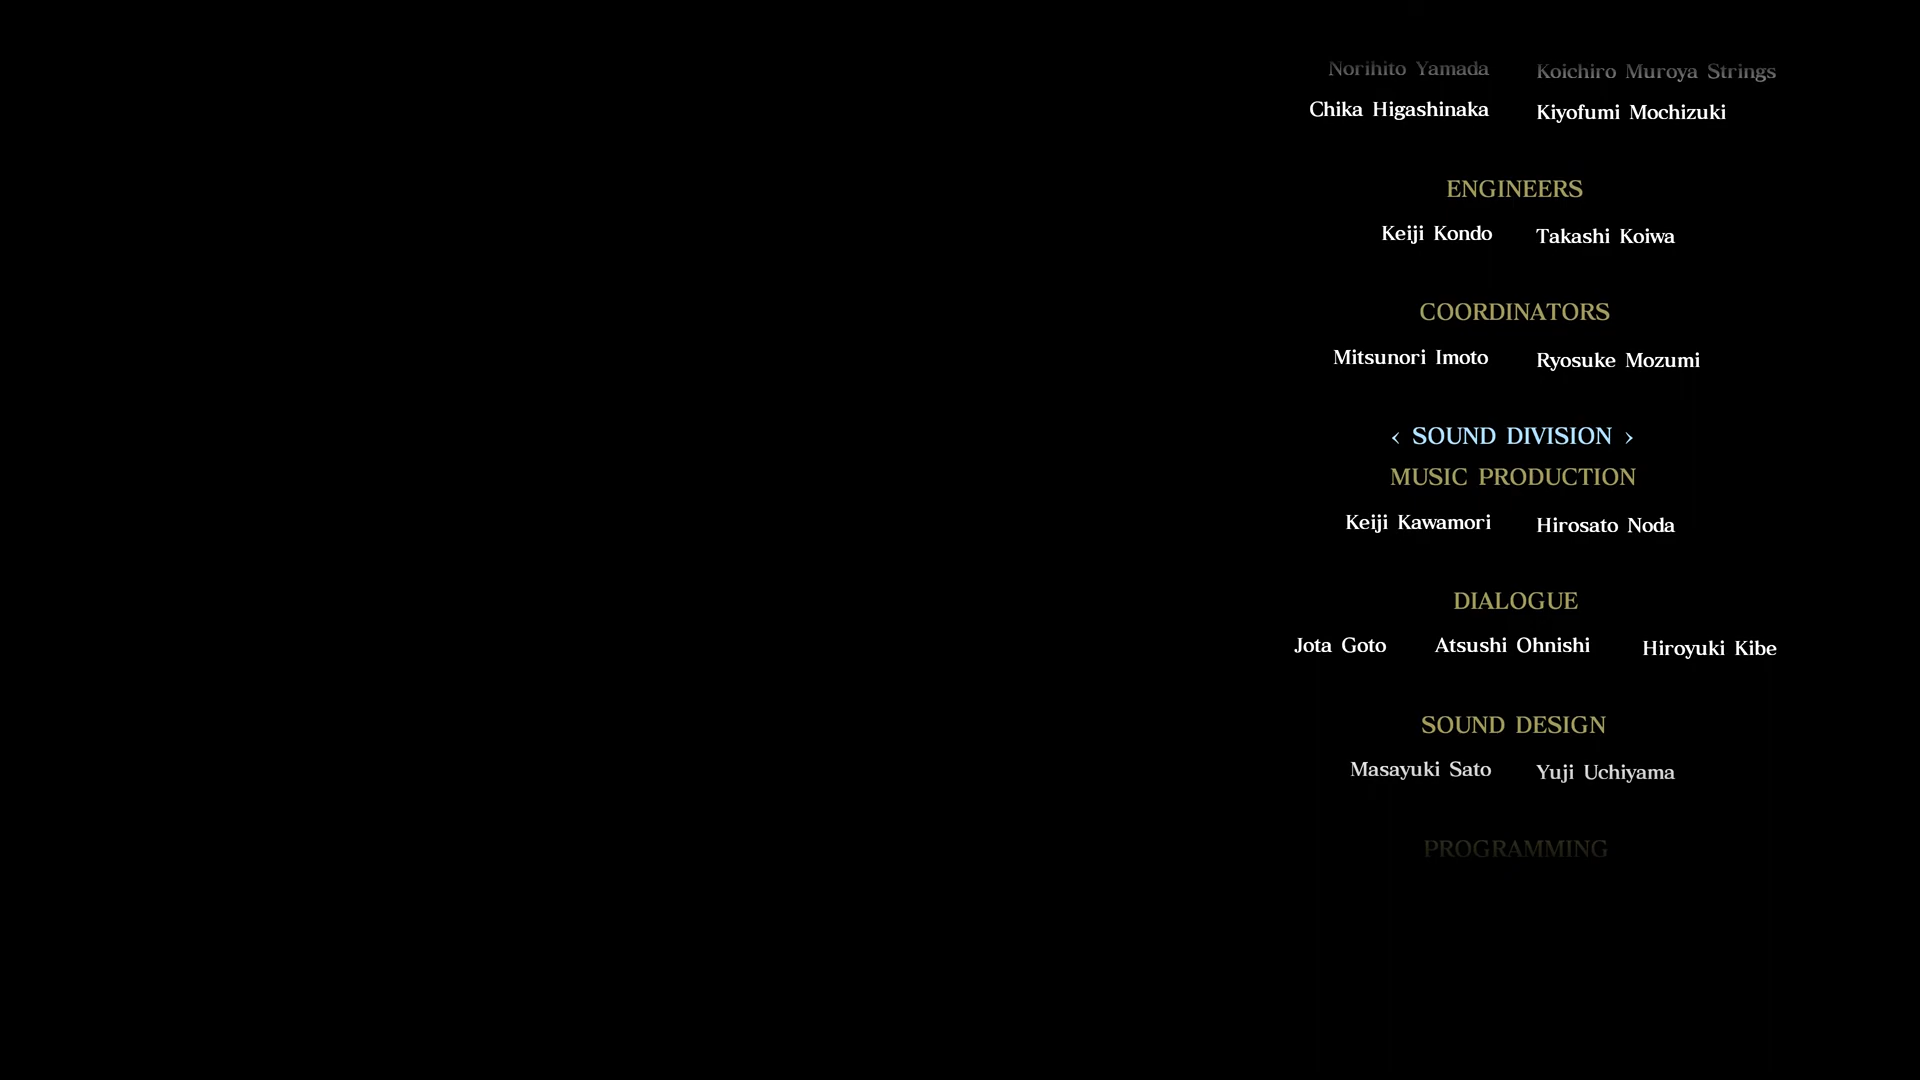 Norihito Yamada Koichiro Muroya Strings
Chika Higashinaka Kiyofumi Mochizuki
ENGINEERS
Keiji Kondo Takashi Koiwa
COORDINATORS
Mitsunori Imoto Ryosuke Mozumi
‹ SOUND DIVISION ›
MUSIC PRODUCTION
Keiji Kawamori Hirosato Noda
DIALOGUE
Jota Goto Atsushi Ohnishi Hiroyuki Kibe
SOUND DESIGN
Masayuki Sato Yuji Uchiyama
PROGRAMMING